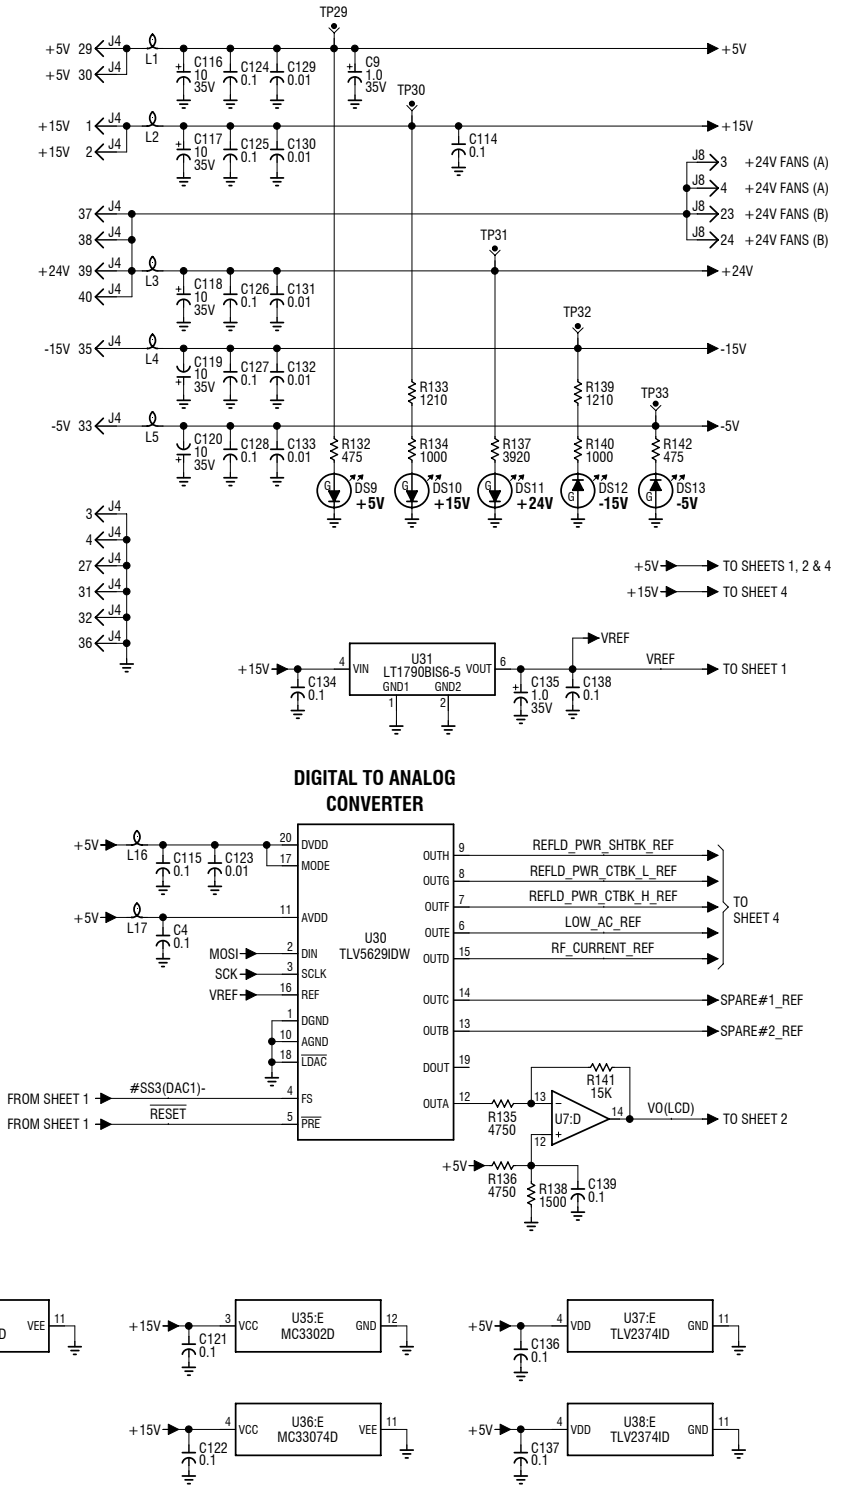 TP29
+5V 29 J4 L1 +5V
+5V 30 J4
C116 10 35V
C124 0.1
C129 0.01
C9 1.0 35V
TP30
+15V 1 J4 L2 +15V
+15V 2 J4
C117 10 35V
C125 0.1
C130 0.01
C114 0.1
J8 3 +24V FANS (A)
J8 4 +24V FANS (A)
37 J4 J8 23 +24V FANS (B)
38 J4 J8 24 +24V FANS (B)
TP31
+24V 39 J4 L3 +24V
40 J4
C118 10 35V
C126 0.1
C131 0.01
TP32
-15V 35 J4 L4 -15V
C119 10 35V
C127 0.1
C132 0.01
R133 1210
R139 1210
TP33
-5V 33 J4 L5 -5V
C120 10 35V
C128 0.1
C133 0.01
R132 475
R134 1000
R137 3920
R140 1000
R142 475
G DS9 +5V
G DS10 +15V
G DS11 +24V
G DS12 -15V
G DS13 -5V
3 J4
4 J4
27 J4
31 J4
32 J4
36 J4
+5V TO SHEETS 1, 2 & 4
+15V TO SHEET 4
+15V 4 VIN U31 LT1790BIS6-5 VOUT 6 VREF
VREF TO SHEET 1
GND1 GND2
1 2
C134 0.1
C135 1.0 35V
C138 0.1
DIGITAL TO ANALOG
CONVERTER
+5V L16 20 DVDD
17 MODE
C115 0.1
C123 0.01
+5V L17 11 AVDD
C4 0.1
U30
TLV5629IDW
MOSI 2 DIN
SCK 3 SCLK
VREF 16 REF
1 DGND
10 AGND
18 LDAC
FROM SHEET 1 #SS3(DAC1)- 4 FS
FROM SHEET 1 RESET 5 PRE
OUTH 9 REFLD_PWR_SHTBK_REF
OUTG 8 REFLD_PWR_CTBK_L_REF
OUTF 7 REFLD_PWR_CTBK_H_REF
OUTE 6 LOW_AC_REF
OUTD 15 RF_CURRENT_REF
TO
SHEET 4
OUTC 14 SPARE#1_REF
OUTB 13 SPARE#2_REF
DOUT 19
OUTA 12
R135 4750
R141 15K
13 - U7:D 14 VO(LCD) TO SHEET 2
12 +
+5V R136 4750
R138 1500
C139 0.1
D VEE 11
+15V 3 VCC U35:E MC3302D GND 12
C121 0.1
+5V 4 VDD U37:E TLV2374ID GND 11
C136 0.1
+15V 4 VCC U36:E MC33074D VEE 11
C122 0.1
+5V 4 VDD U38:E TLV2374ID GND 11
C137 0.1